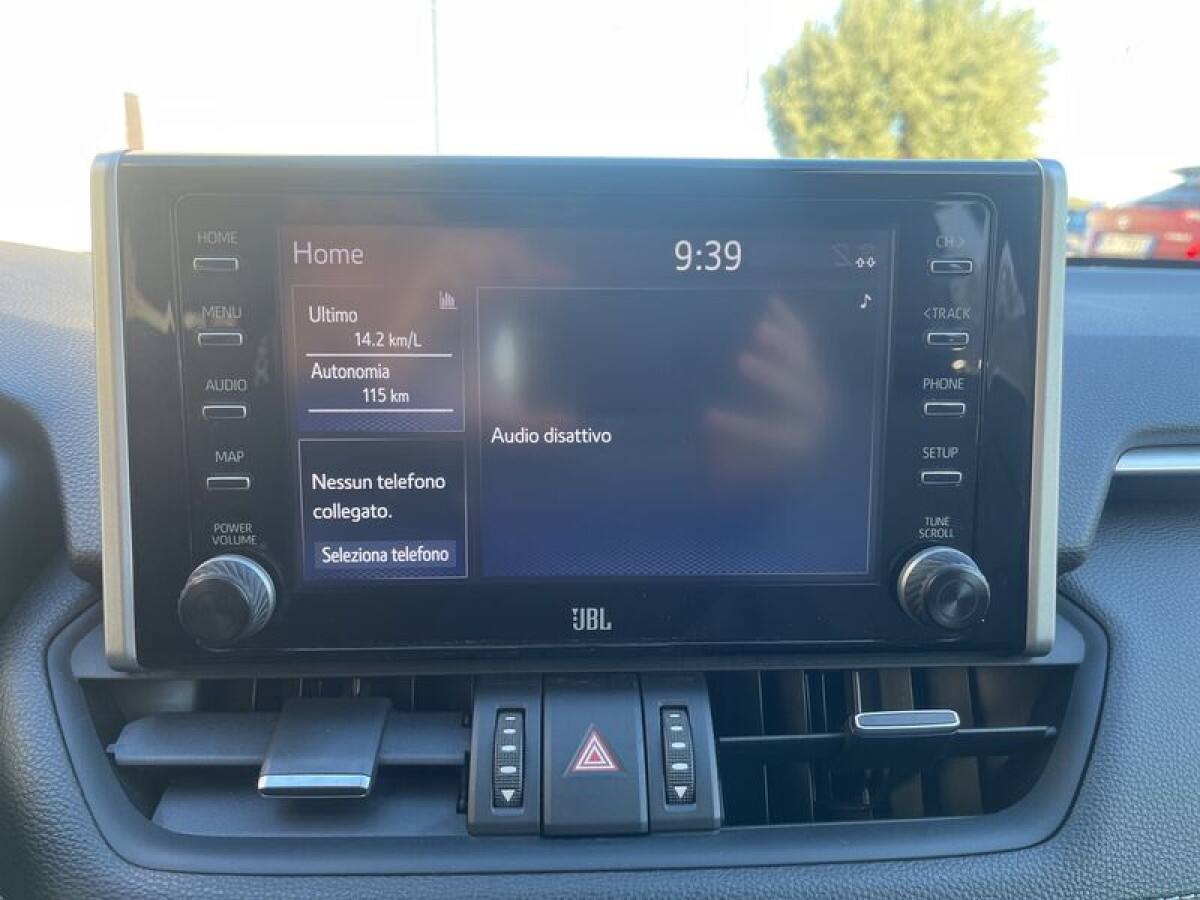 HOME
MENU
AUDIO
MAP
POWER
VOLUME
Home
9:39
Ultimo
14.2 km/L
Autonomia
115 km
Nessun telefono
collegato.
Seleziona telefono
Audio disattivo
CH>
<TRACK
PHONE
SETUP
TUNE
SCROLL
JBL